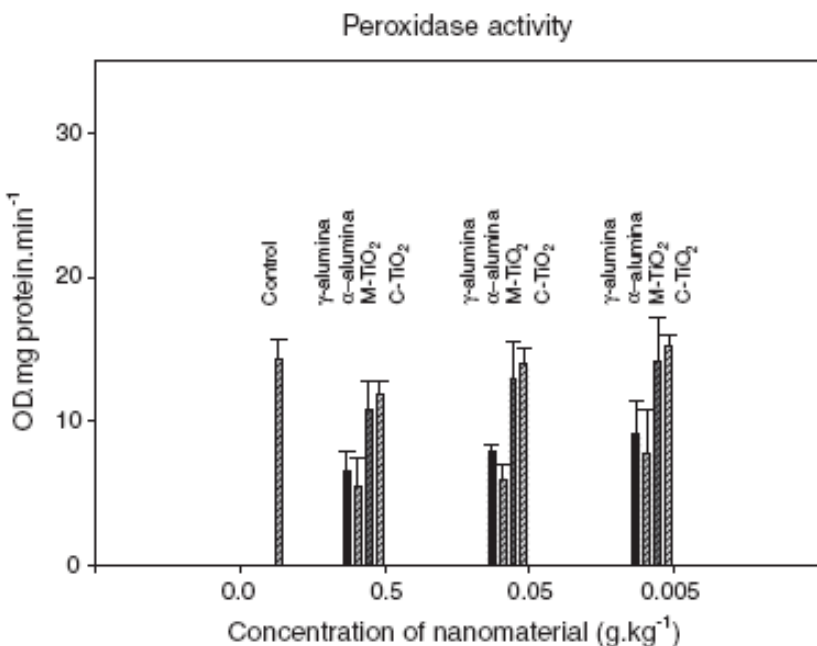 Peroxidase activity
OD.mg protein.min⁻¹
30
20
10
0
Control
γ-alumina
α-alumina
M-TiO₂
C-TiO₂
γ-alumina
α-alumina
M-TiO₂
C-TiO₂
γ-alumina
α-alumina
M-TiO₂
C-TiO₂
0.0 0.5 0.05 0.005
Concentration of nanomaterial (g.kg⁻¹)